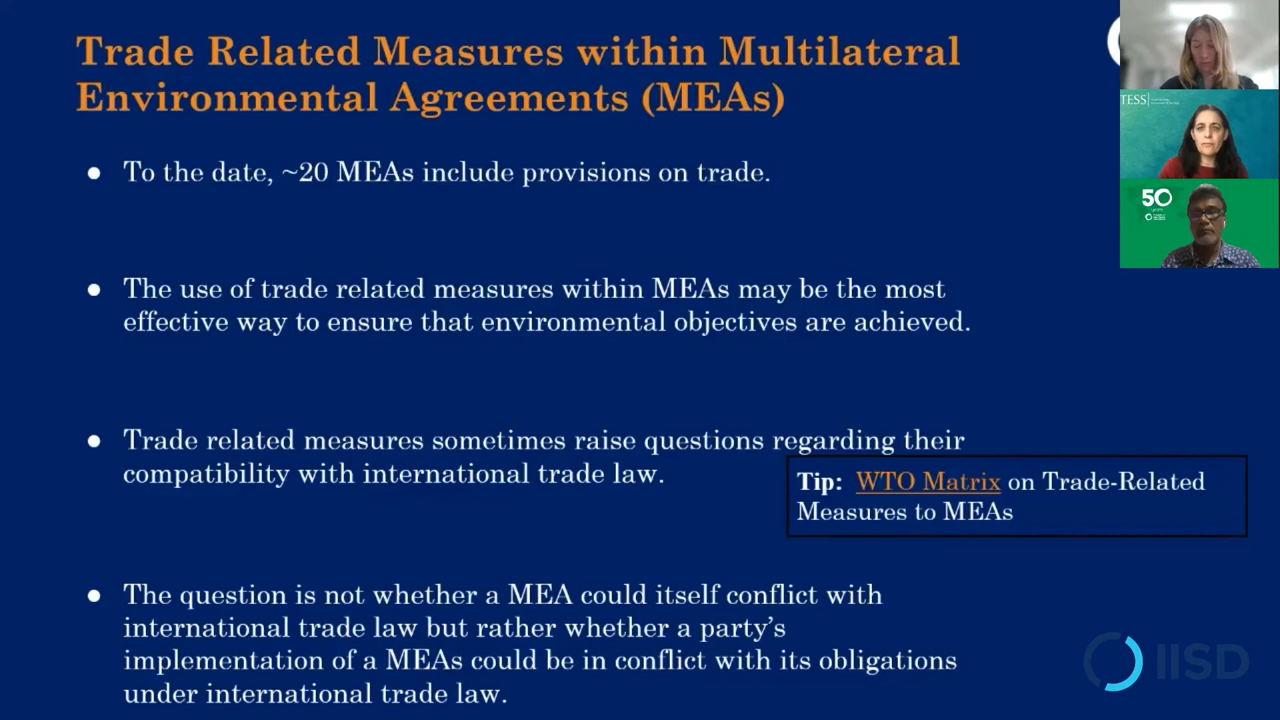 Trade Related Measures within Multilateral
Environmental Agreements (MEAs)
● To the date, ~20 MEAs include provisions on trade.
● The use of trade related measures within MEAs may be the most
effective way to ensure that environmental objectives are achieved.
● Trade related measures sometimes raise questions regarding their
compatibility with international trade law.
Tip: WTO Matrix on Trade-Related
Measures to MEAs
● The question is not whether a MEA could itself conflict with
international trade law but rather whether a party’s
implementation of a MEAs could be in conflict with its obligations
under international trade law.
TESS
50
IISD